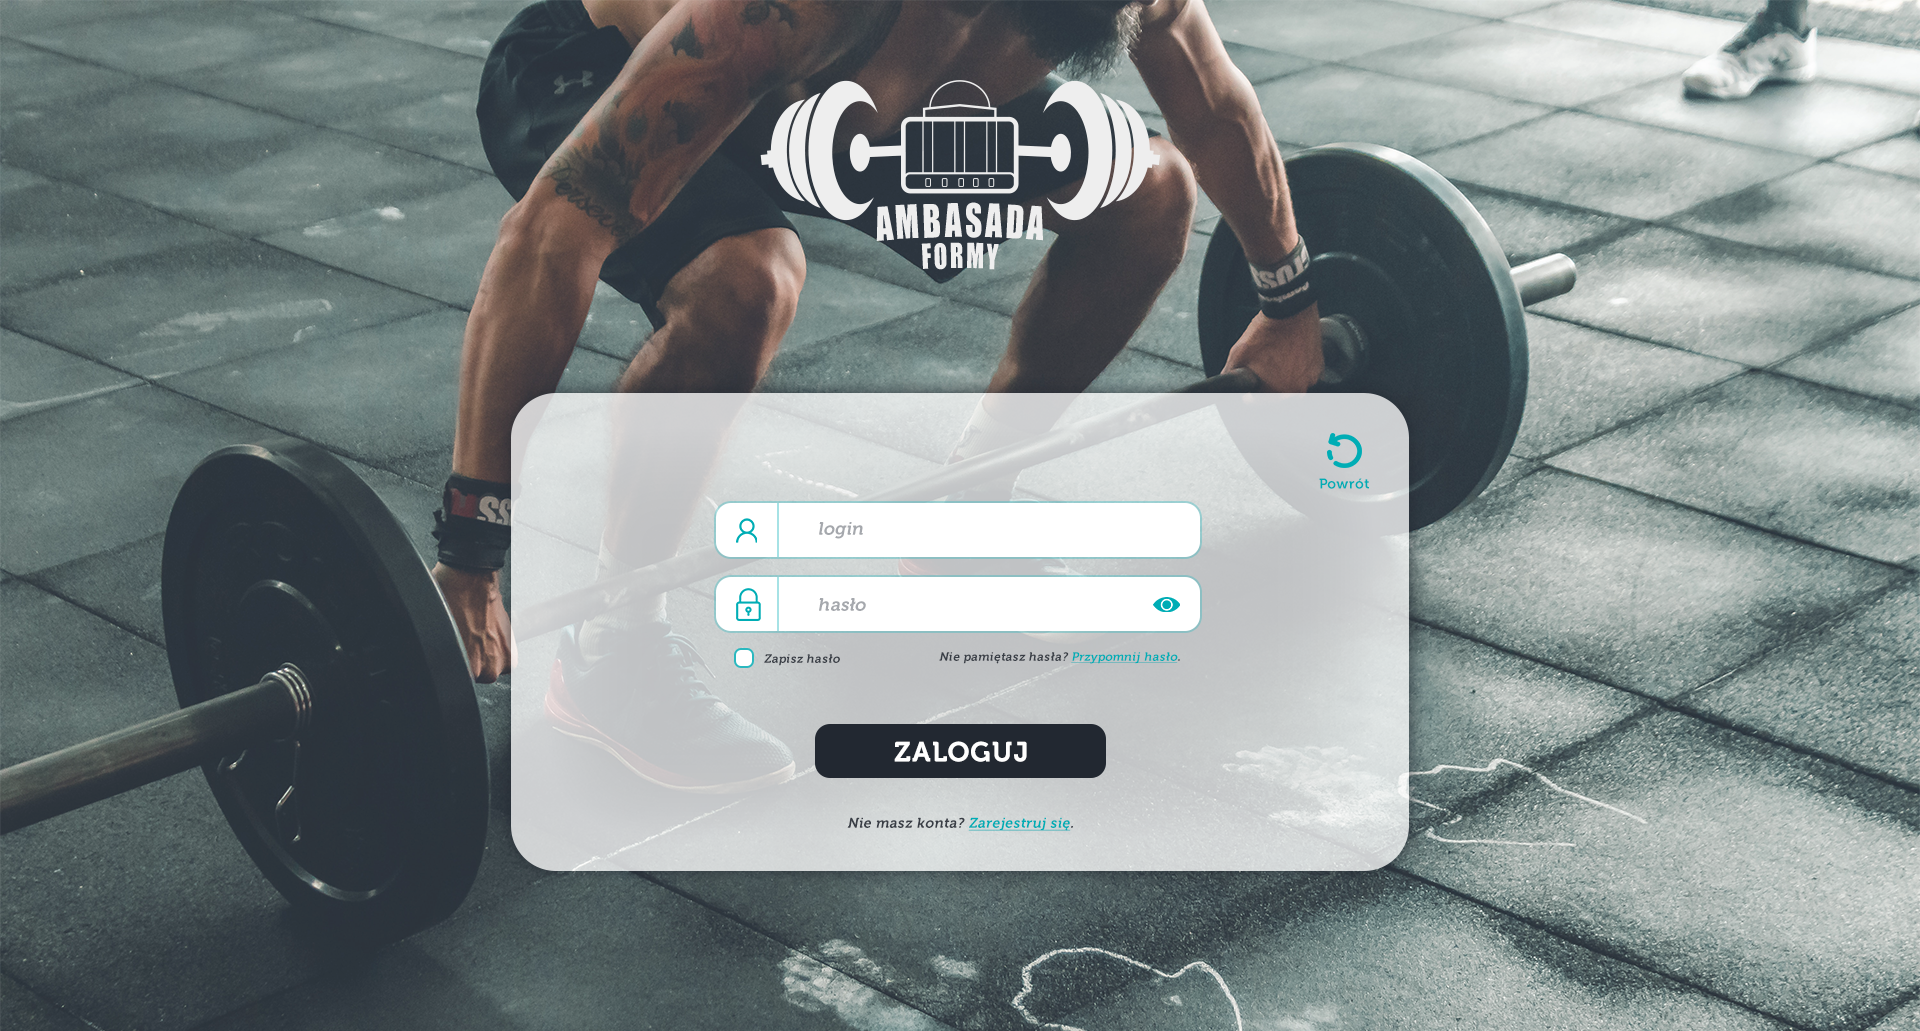 AMBASADA
FORMY
Powrót
login
hasło
Zapisz hasło
Nie pamiętasz hasła? Przypomnij hasło.
ZALOGUJ
Nie masz konta? Zarejestruj się.